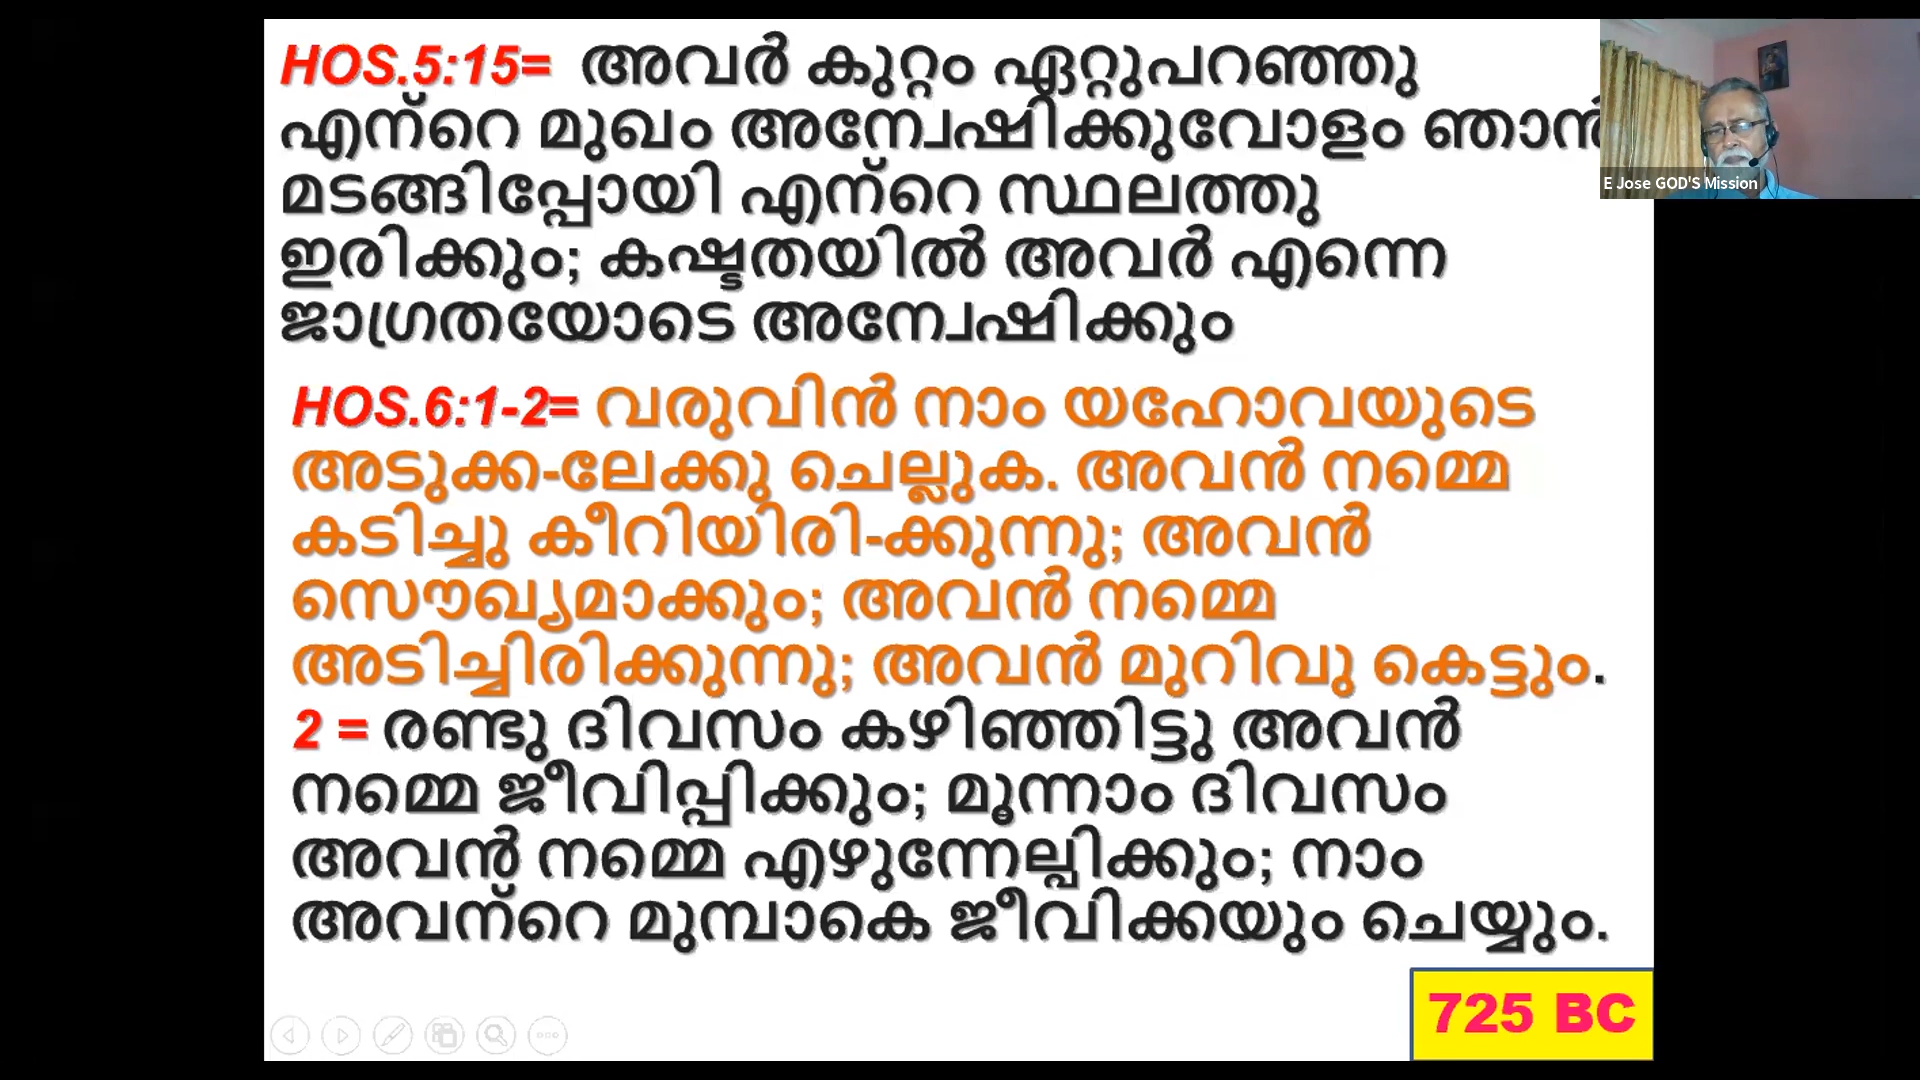 HOS.5:15= അവർ കുറ്റം ഏറ്റുപറഞ്ഞു
എന്റെ മുഖം അന്വേഷിക്കുവോളം ഞാൻ
മടങ്ങിപ്പോയി എന്റെ സ്ഥലത്തു
ഇരിക്കും; കഷ്ടതയിൽ അവർ എന്നെ
ജാഗ്രതയോടെ അന്വേഷിക്കും
HOS.6:1-2= വരുവിൻ നാം യഹോവയുടെ
അടുക്ക-ലേക്കു ചെല്ലുക. അവൻ നമ്മെ
കടിച്ചു കീറിയിരി-ക്കുന്നു; അവൻ
സൌഖ്യമാക്കും; അവൻ നമ്മെ
അടിച്ചിരിക്കുന്നു; അവൻ മുറിവു കെട്ടും.
2 = രണ്ടു ദിവസം കഴിഞ്ഞിട്ടു അവൻ
നമ്മെ ജീവിപ്പിക്കും; മൂന്നാം ദിവസം
അവൻ നമ്മെ എഴുന്നേല്പിക്കും; നാം
അവന്റെ മുമ്പാകെ ജീവിക്കയും ചെയ്യും.
725 BC
E Jose GOD'S Mission